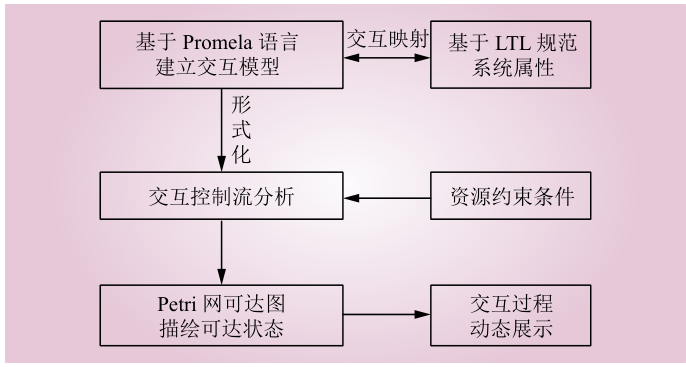 基于 Promela 语言
建立交互模型
交互映射
基于 LTL 规范
系统属性
形式化
交互控制流分析
资源约束条件
Petri 网可达图
描绘可达状态
交互过程
动态展示